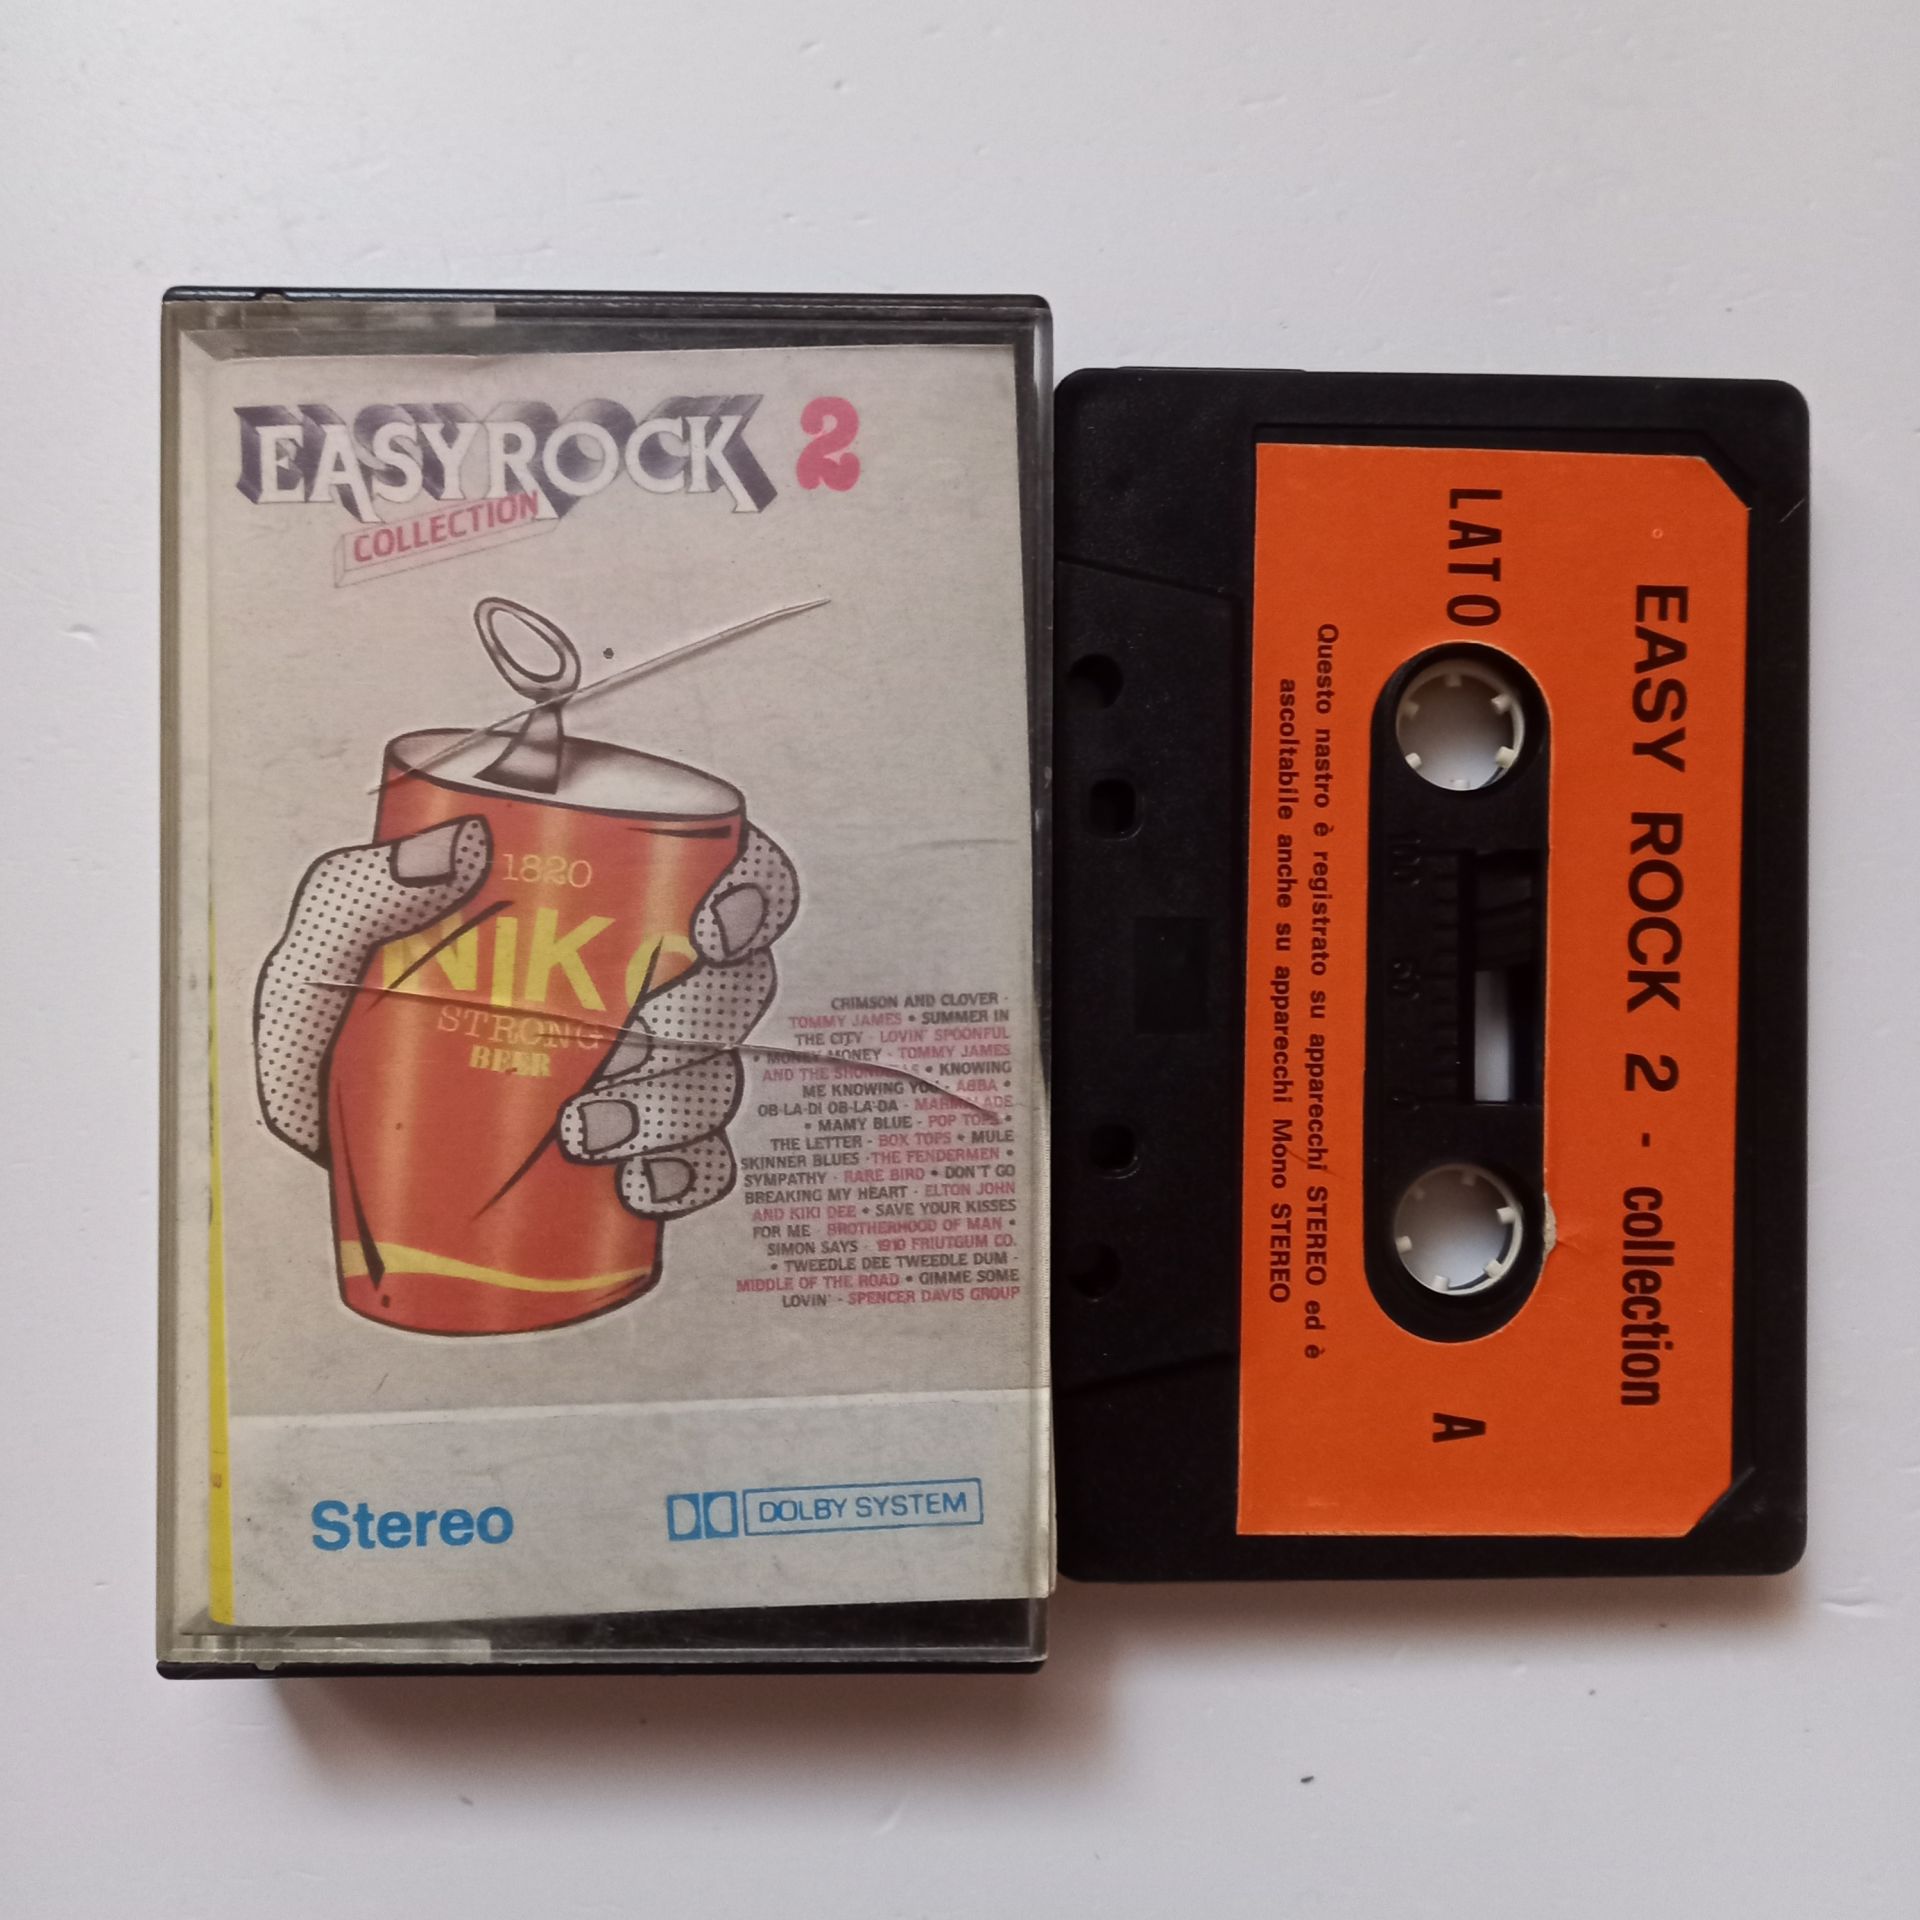 EASY ROCK 2
COLLECTION
1820
NIK
STRONG
BEER
CRIMSON AND CLOVER -
TOMMY JAMES • SUMMER IN
THE CITY - LOVIN' SPOONFUL
• MONEY MONEY - TOMMY JAMES
AND THE SHONDELLS • KNOWING
ME KNOWING YOU - ABBA •
OB-LA-DI OB-LA-DA - MARMALADE
• MAMY BLUE - POP TOPS •
THE LETTER - BOX TOPS • MULE
SKINNER BLUES - THE FENDERMEN •
SYMPATHY - RARE BIRD • DON'T GO
BREAKING MY HEART - ELTON JOHN
AND KIKI DEE • SAVE YOUR KISSES
FOR ME - BROTHERHOOD OF MAN •
SIMON SAYS - 1910 FRIUTGUM CO.
• TWEEDLE DEE TWEEDLE DUM -
MIDDLE OF THE ROAD • GIMME SOME
LOVIN' - SPENCER DAVIS GROUP
Stereo
DOLBY SYSTEM
EASY ROCK 2 - collection
LATO A
Questo nastro è registrato su apparecchi STEREO ed è
ascoltabile anche su apparecchi Mono STEREO